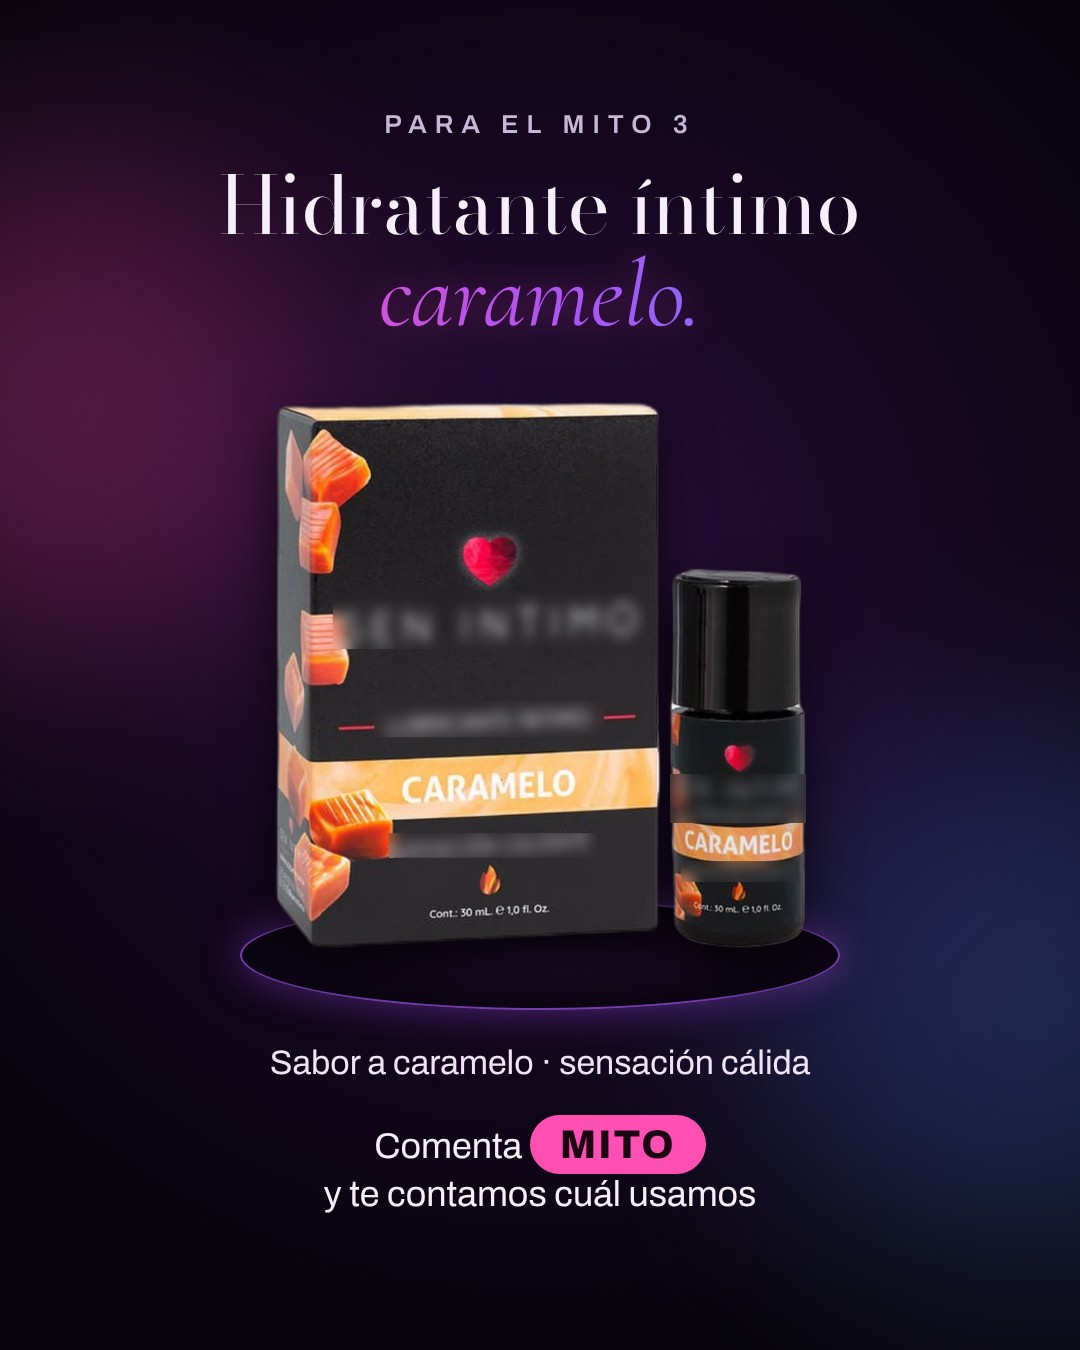 PARA EL MITO 3
Hidratante íntimo
caramelo.
CARAMELO
Cont.: 30 mL. ℮ 1,0 fl. Oz.
CARAMELO
Cont.: 30 mL. ℮ 1,0 fl. Oz.
Sabor a caramelo · sensación cálida
Comenta MITO
y te contamos cuál usamos